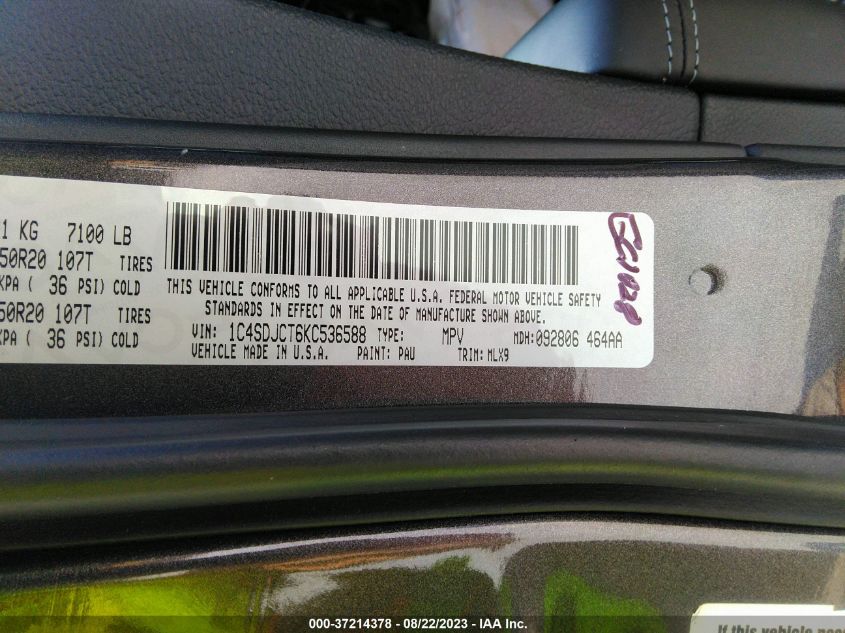 1 KG 7100 LB
50R20 107T TIRES
KPA ( 36 PSI) COLD
50R20 107T TIRES
KPA ( 36 PSI) COLD
THIS VEHICLE CONFORMS TO ALL APPLICABLE U.S.A. FEDERAL MOTOR VEHICLE SAFETY
STANDARDS IN EFFECT ON THE DATE OF MANUFACTURE SHOWN ABOVE.
VIN: 1C4SDJCT6KC536588 TYPE: MPV MDH: 092806 464AA
VEHICLE MADE IN U.S.A. PAINT: PAU TRIM: MLX9
If this vehicle
000-37214378 - 08/22/2023 - IAA Inc.